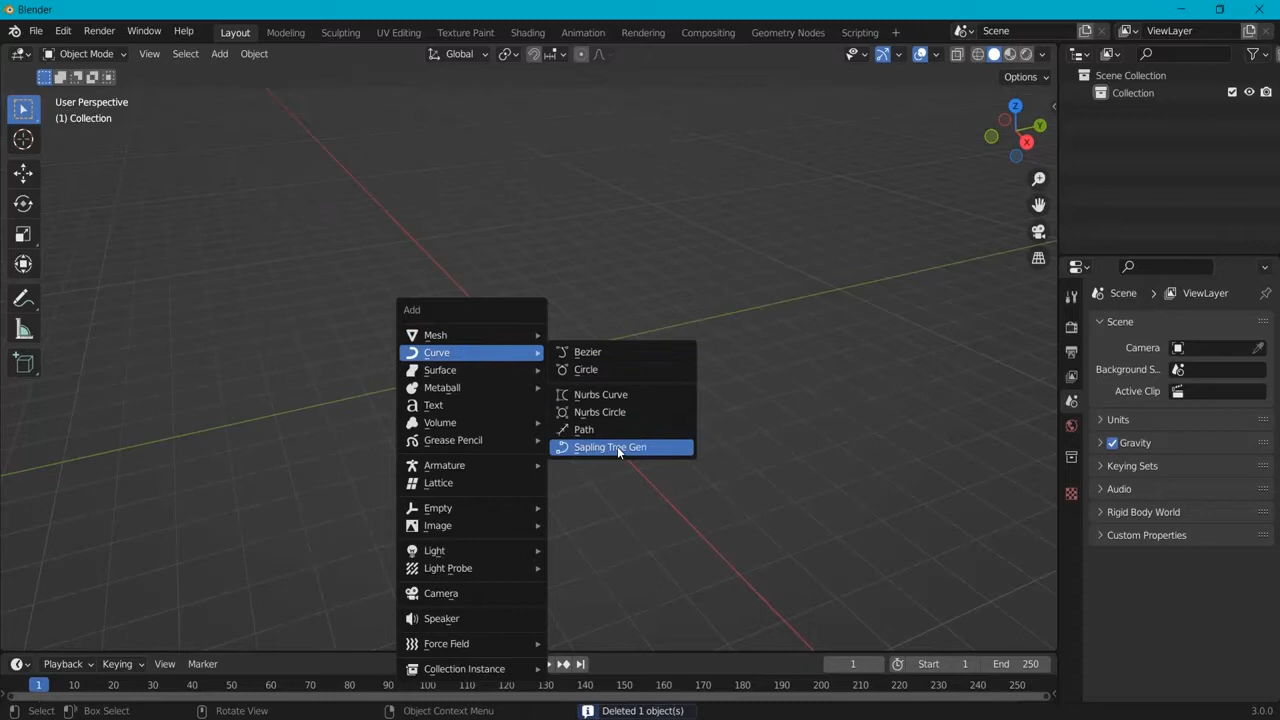 Blender
File Edit Render Window Help Layout Modeling Sculpting UV Editing Texture Paint Shading Animation Rendering Compositing Geometry Nodes Scripting + Scene ViewLayer
Object Mode View Select Add Object Global
Options
User Perspective
(1) Collection
Z
Y
X
Scene Collection
Collection
Add
Mesh
Curve
Surface
Metaball
Text
Volume
Grease Pencil
Armature
Lattice
Empty
Image
Light
Light Probe
Camera
Speaker
Force Field
Collection Instance
Bezier
Circle
Nurbs Curve
Nurbs Circle
Path
Sapling Tree Gen
Scene ViewLayer
Scene
Camera
Background S...
Active Clip
Units
Gravity
Keying Sets
Audio
Rigid Body World
Custom Properties
Playback Keying View Marker 1 Start 1 End 250
1 10 20 30 40 50 60 70 80 90 100 110 120 130 140 150 160 170 180 190 200 210 220 230 240 250
Select Box Select Rotate View Object Context Menu Deleted 1 object(s) 3.0.0